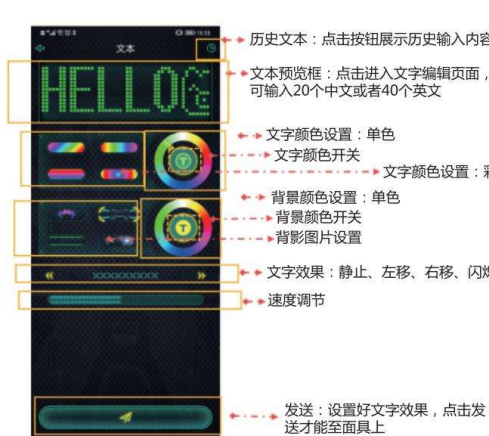 文本
历史文本：点击按钮展示历史输入内容
HELLO
文本预览框：点击进入文字编辑页面，
可输入20个中文或者40个英文
文字颜色设置：单色
文字颜色开关
T
文字颜色设置：彩
背景颜色设置：单色
背景颜色开关
T
背影图片设置
文字效果：静止、左移、右移、闪烁
« XXXXXXXXX »
速度调节
发送：设置好文字效果，点击发
送才能至面具上